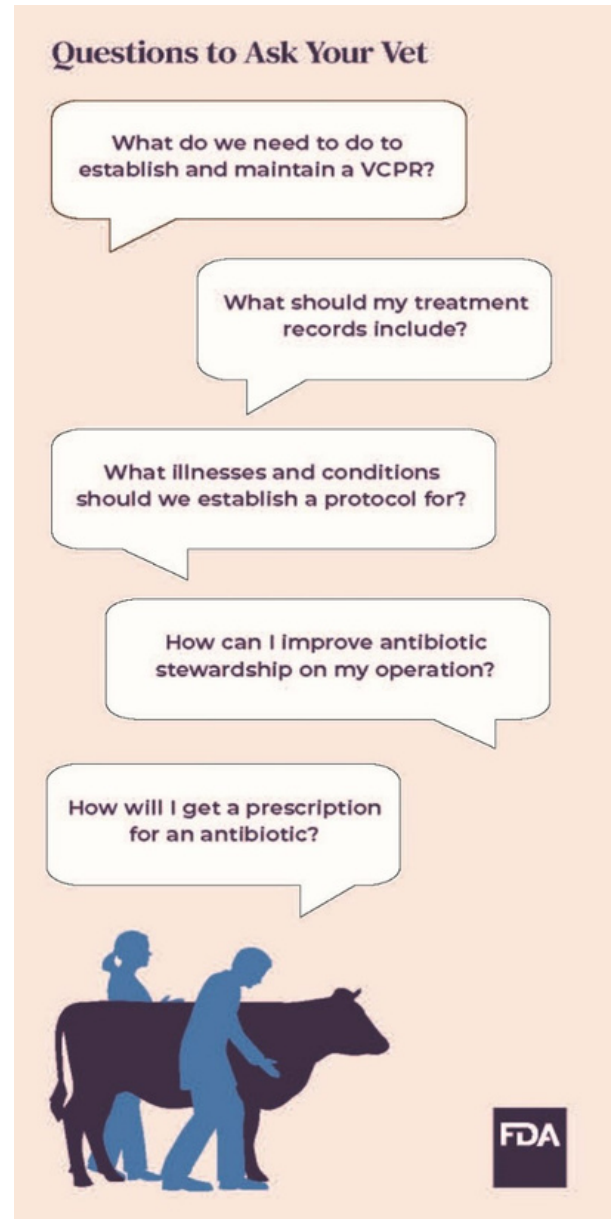 Questions to Ask Your Vet
What do we need to do to
establish and maintain a VCPR?
What should my treatment
records include?
What illnesses and conditions
should we establish a protocol for?
How can I improve antibiotic
stewardship on my operation?
How will I get a prescription
for an antibiotic?
FDA